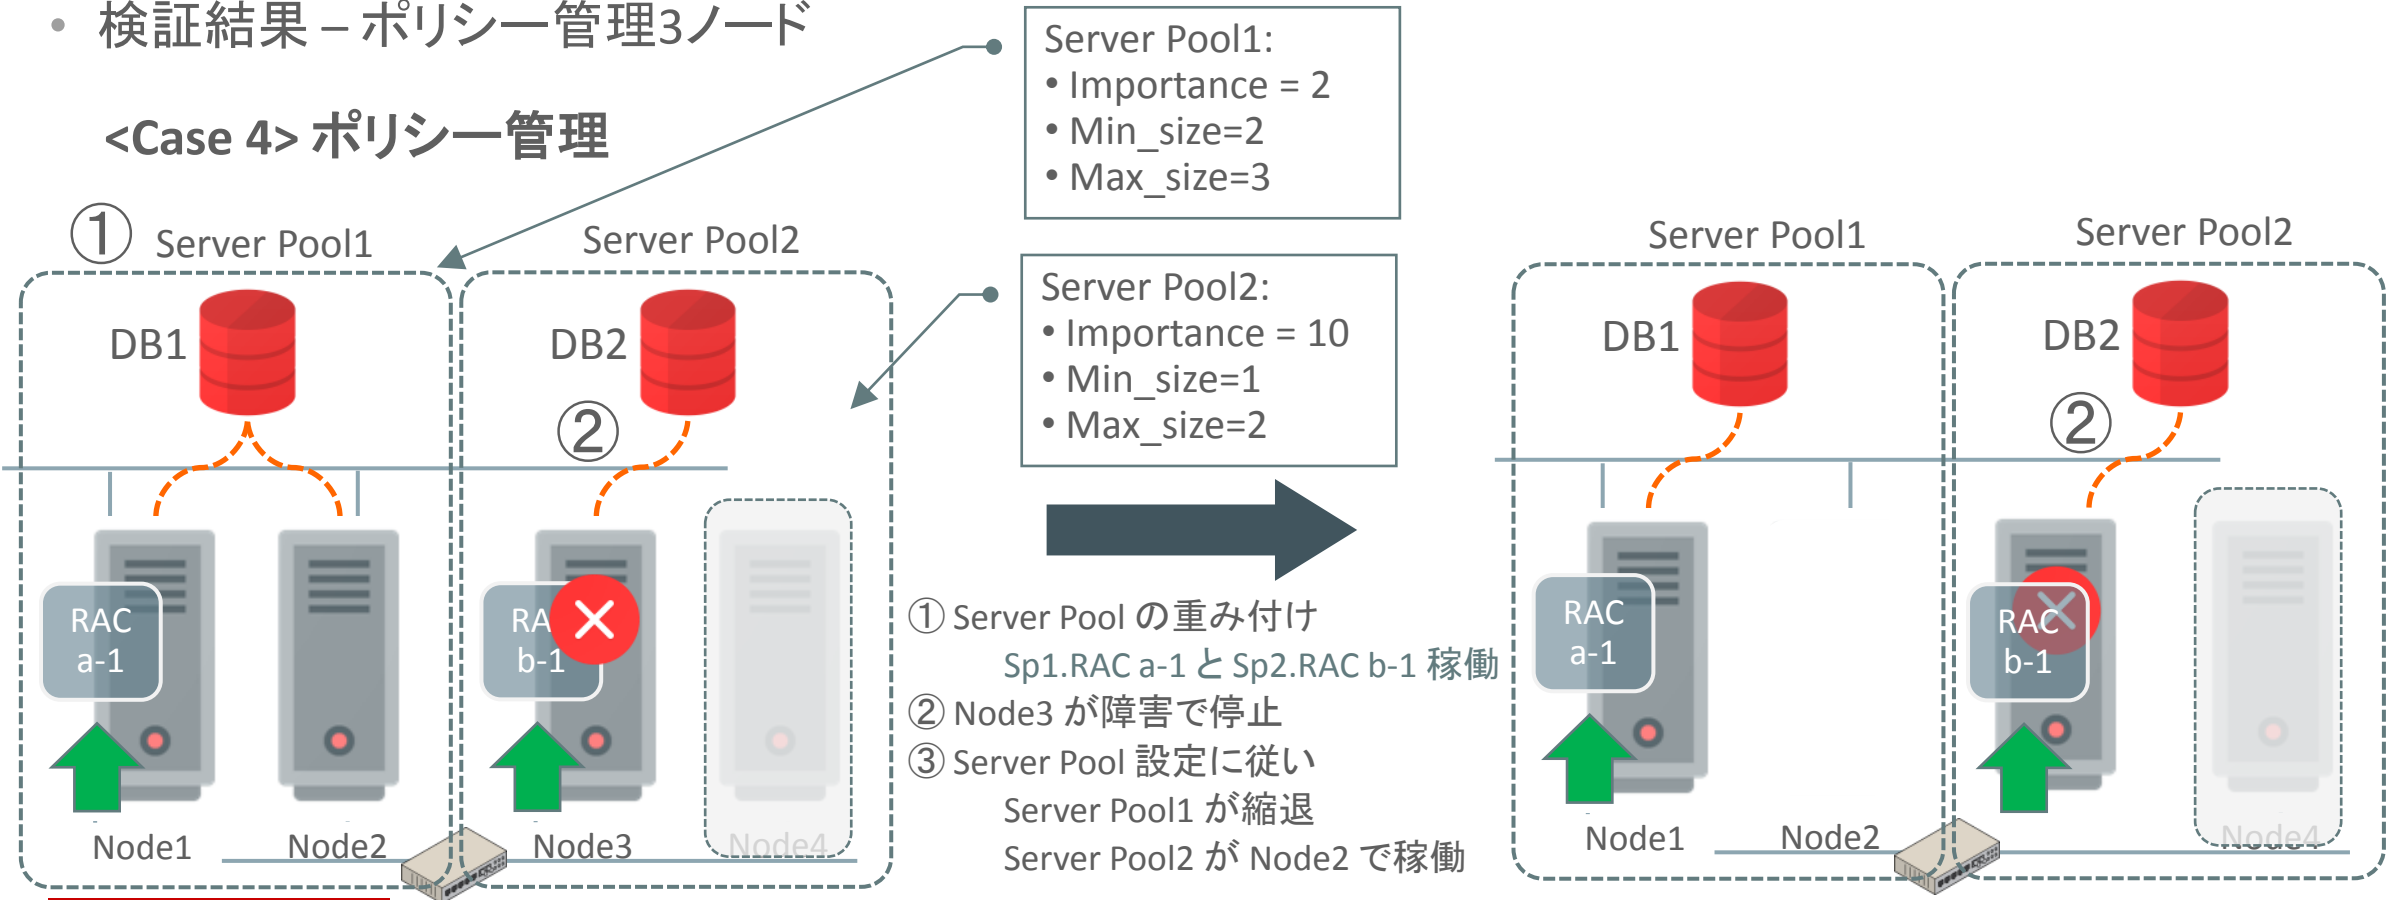 • 検証結果 – ポリシー管理3ノード
<Case 4> ポリシー管理
Server Pool1:
• Importance = 2
• Min_size=2
• Max_size=3
Server Pool2:
• Importance = 10
• Min_size=1
• Max_size=2
①
Server Pool1
Server Pool2
DB1
DB2
②
RAC
a-1
RA
b-1
Node1
Node2
Node3
Node4
① Server Pool の重み付け
Sp1.RAC a-1 と Sp2.RAC b-1 稼働
② Node3 が障害で停止
③ Server Pool 設定に従い
Server Pool1 が縮退
Server Pool2 が Node2 で稼働
Server Pool1
Server Pool2
DB1
DB2
②
RAC
a-1
RAC
b-1
Node1
Node2
Node4